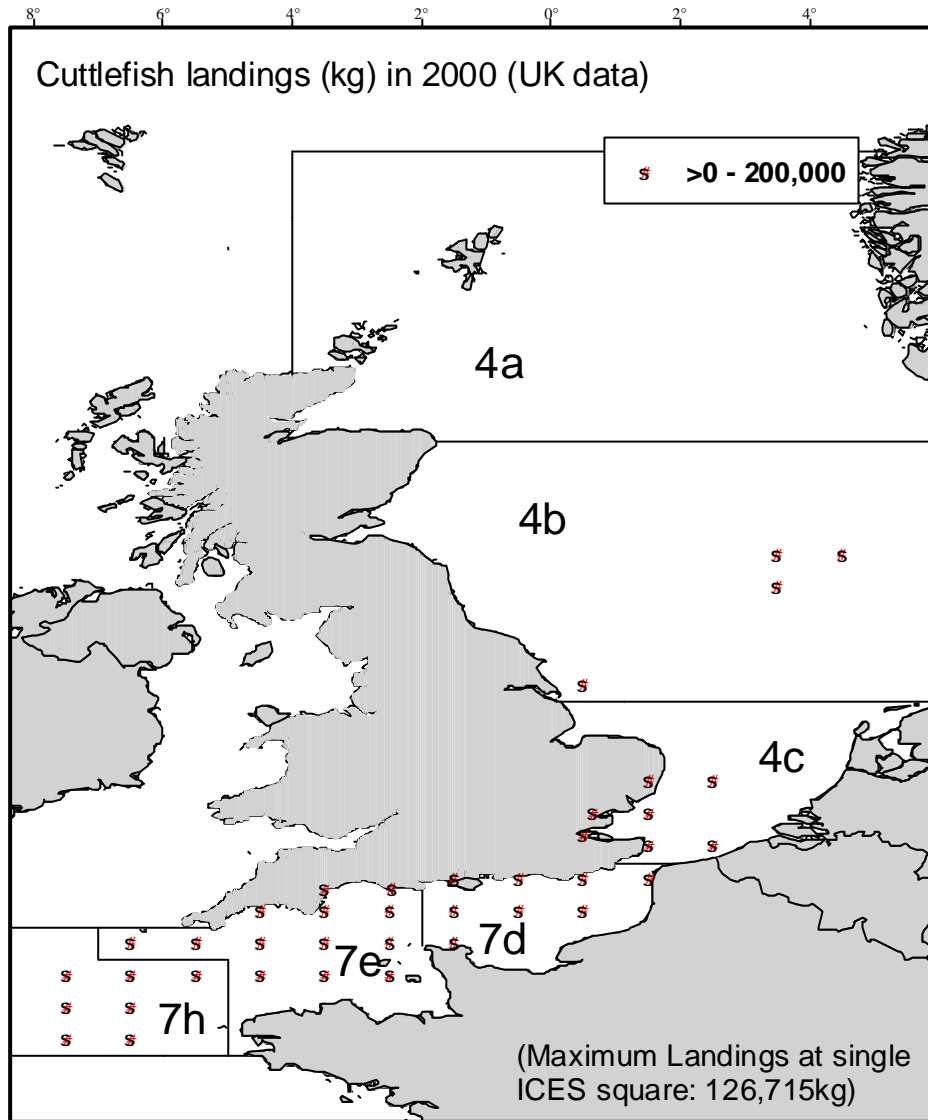 8° 6° 4° 2° 0° 2° 4°
Cuttlefish landings (kg) in 2000 (UK data)
>0 - 200,000
4a
4b
4c
7d
7e
7h
(Maximum Landings at single
ICES square: 126,715kg)